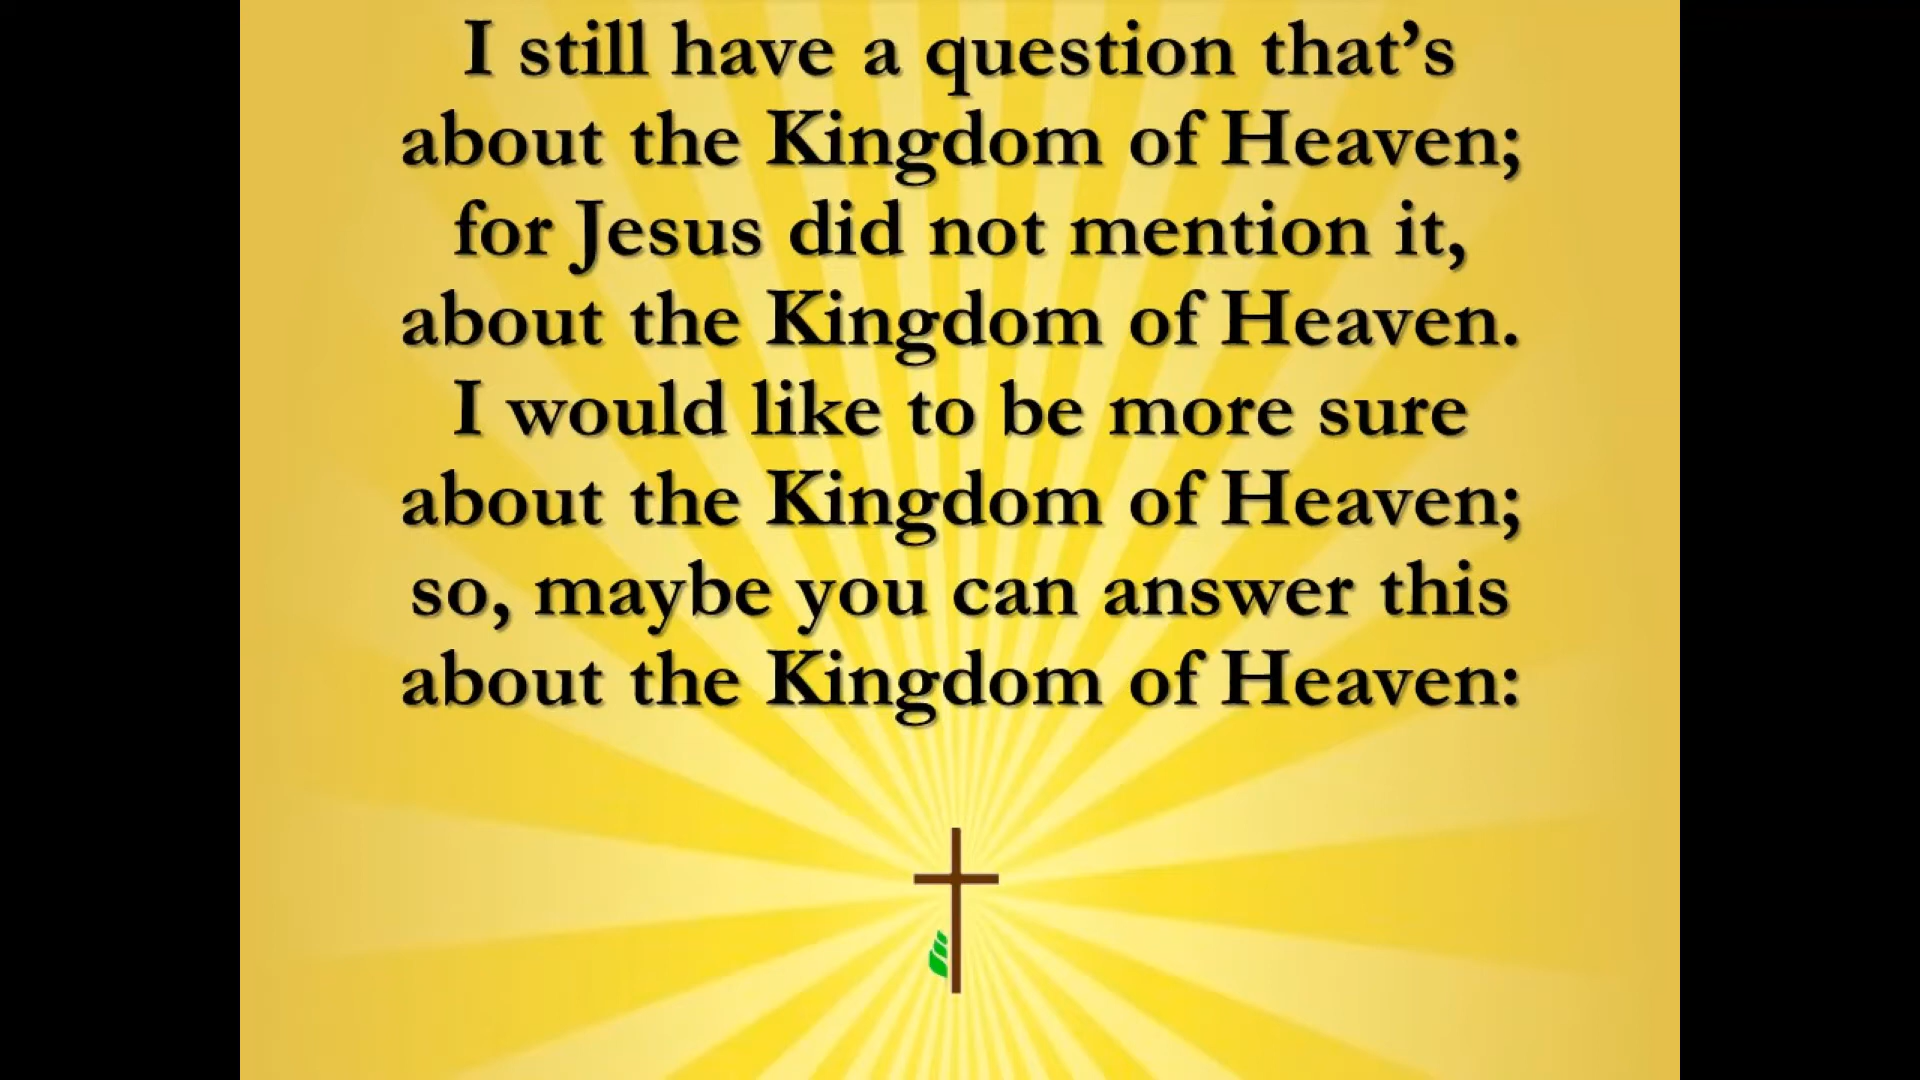 I still have a question that’s
about the Kingdom of Heaven;
for Jesus did not mention it,
about the Kingdom of Heaven.
I would like to be more sure
about the Kingdom of Heaven;
so, maybe you can answer this
about the Kingdom of Heaven: